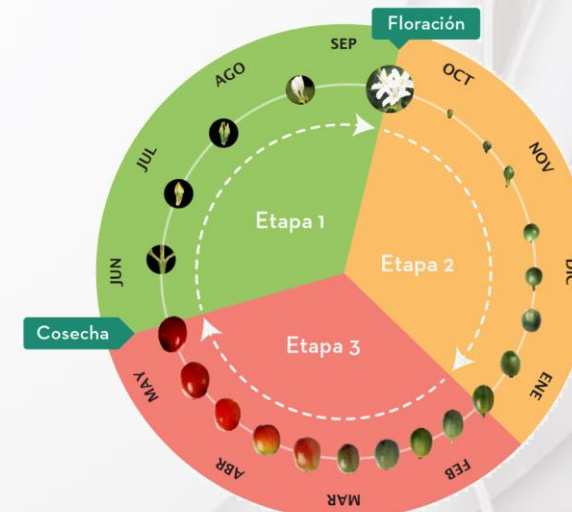 Floración
SEP
OCT
AGO
NOV
JUL
Etapa 1
Etapa 2
JUN
DIC
Cosecha
Etapa 3
MAY
ENE
ABR
FEB
MAR